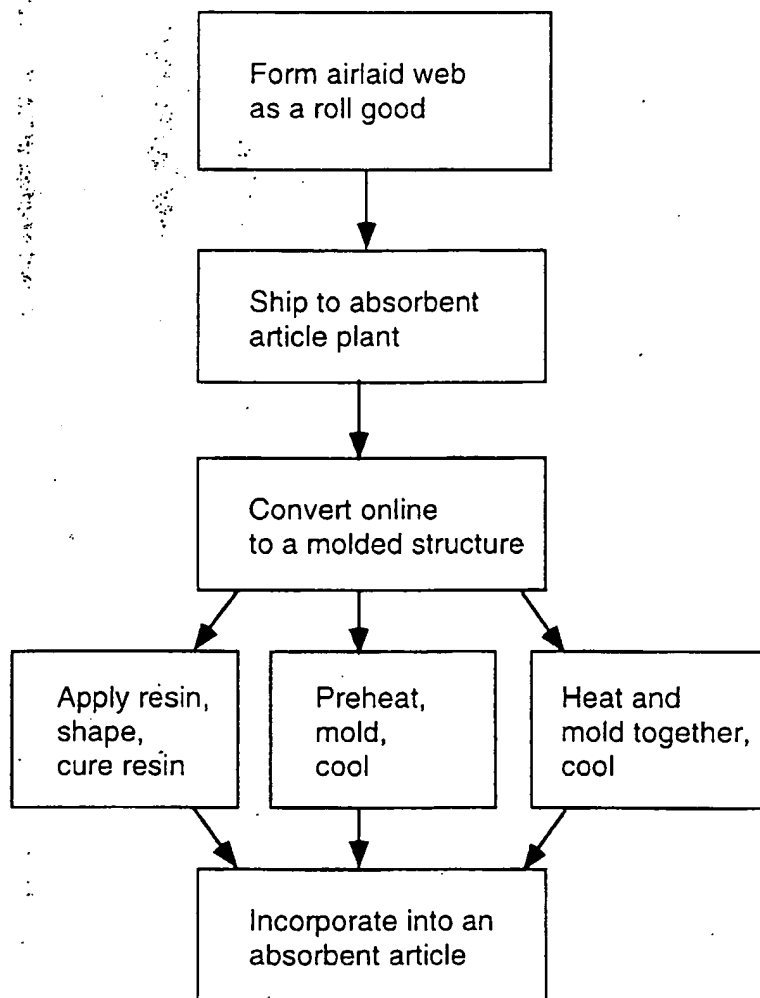 Form airlaid web
as a roll good
Ship to absorbent
article plant
Convert online
to a molded structure
Apply resin,
shape,
cure resin
Preheat,
mold,
cool
Heat and
mold together,
cool
Incorporate into an
absorbent article